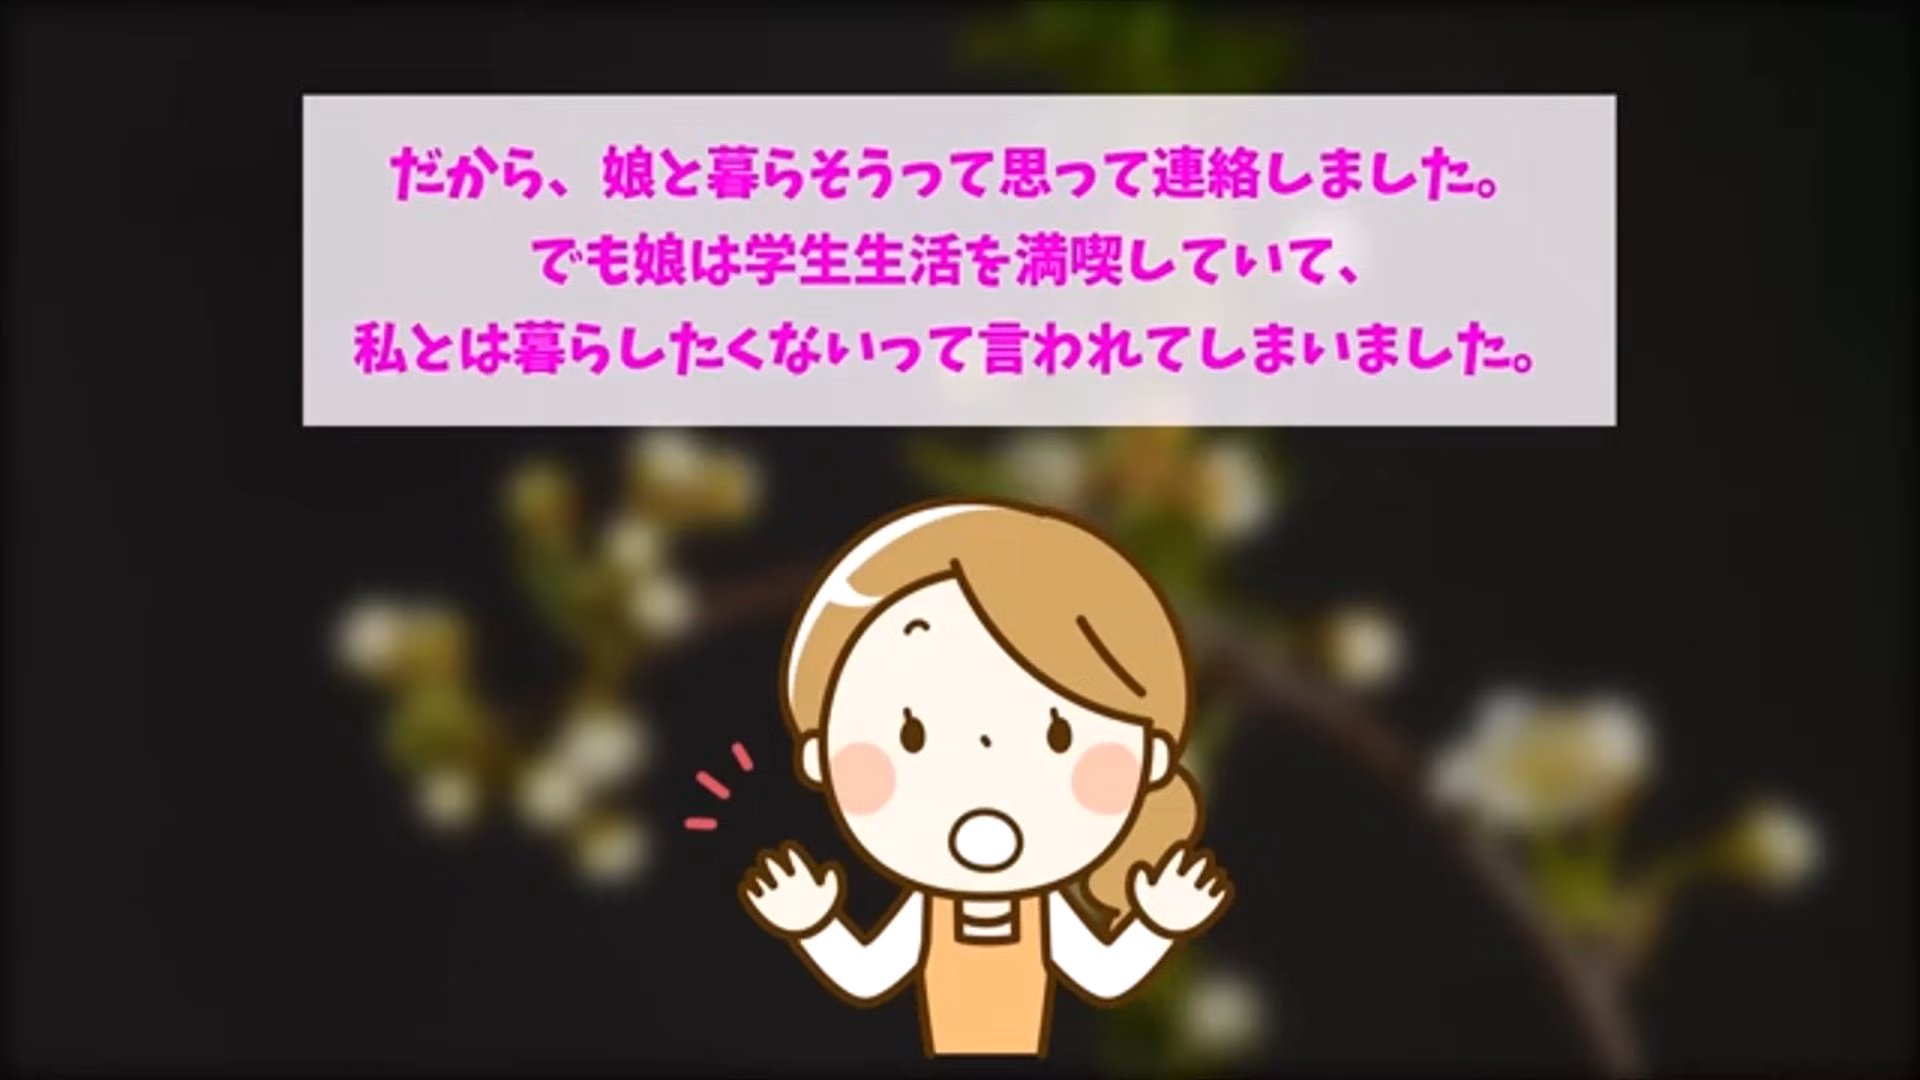 だから、娘と暮らそうって思って連絡しました。
でも娘は学生生活を満喫していて、
私とは暮らしたくないって言われてしまいました。